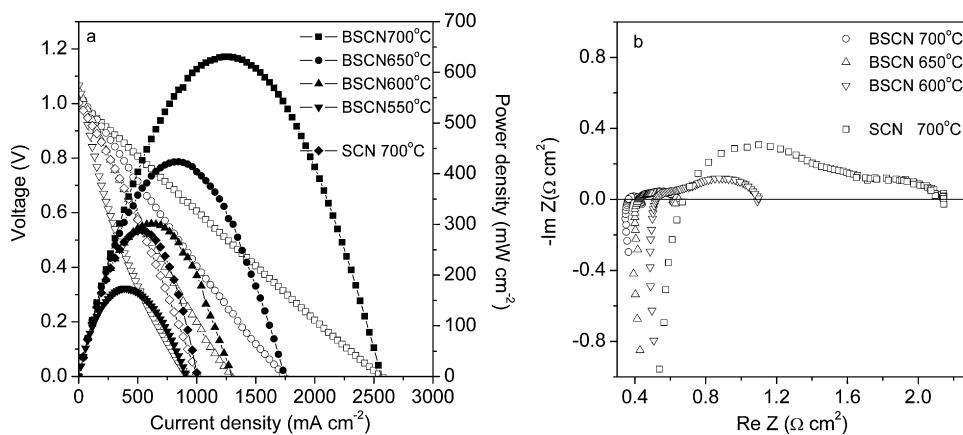 a
BSCN700°C
BSCN650°C
BSCN600°C
BSCN550°C
SCN 700°C
Voltage (V)
1.2
1.0
0.8
0.6
0.4
0.2
0.0
700
600
500
400
300
200
100
0
Power density (mW cm⁻²)
0 500 1000 1500 2000 2500 3000
Current density (mA cm⁻²)
b
BSCN 700°C
BSCN 650°C
BSCN 600°C
SCN 700°C
-Im Z(Ω cm²)
0.8
0.4
0.0
-0.4
-0.8
0.4 0.8 1.2 1.6 2.0
Re Z (Ω cm²)